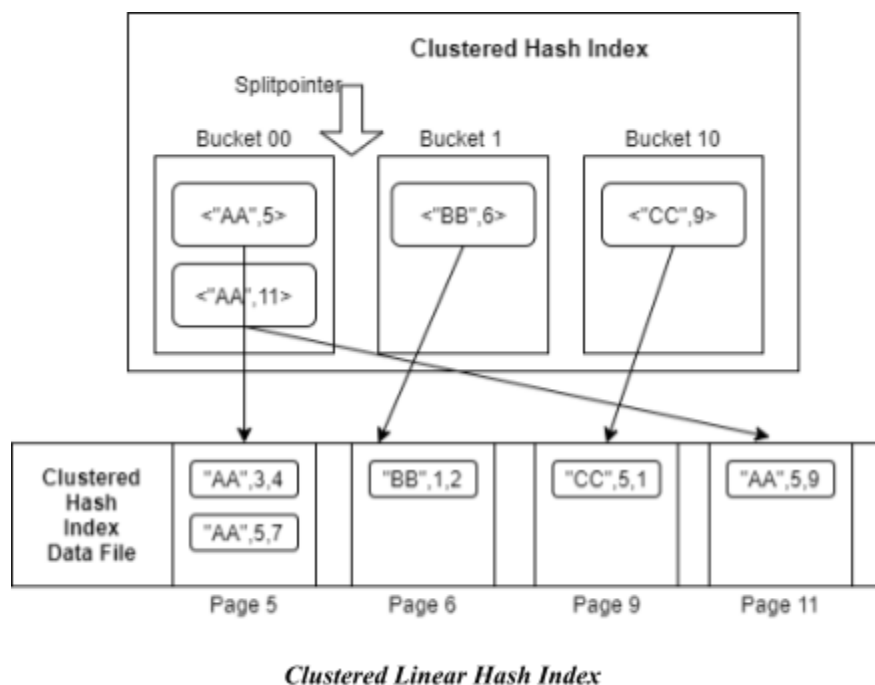 Clustered Hash Index
Splitpointer
Bucket 00
Bucket 1
Bucket 10
<"AA",5>
<"BB",6>
<"CC",9>
<"AA",11>
Clustered
Hash
Index
Data File
"AA",3,4
"BB",1,2
"CC",5,1
"AA",5,9
"AA",5,7
Page 5
Page 6
Page 9
Page 11
Clustered Linear Hash Index